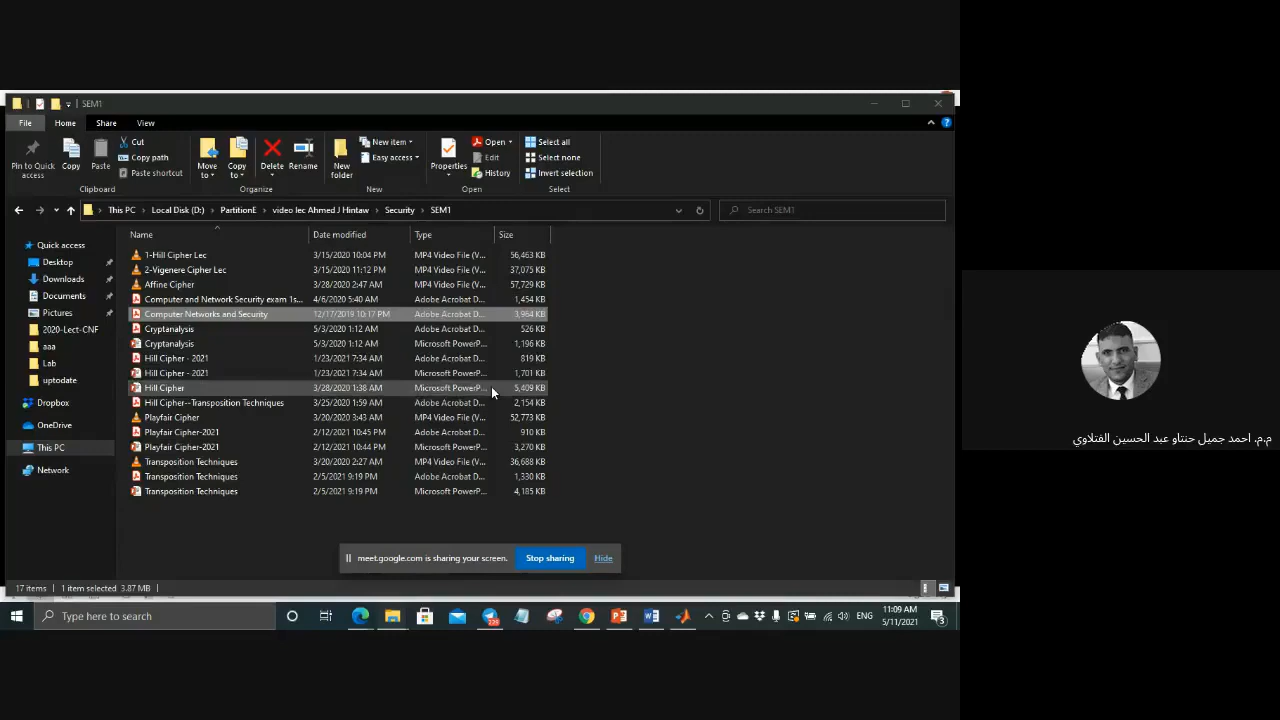 SEM1
File Home Share View
Pin to Quick access
Copy
Paste
Cut
Copy path
Paste shortcut
Clipboard
Move to
Copy to
Delete
Rename
Organize
New folder
New item
Easy access
New
Properties
Open
Edit
History
Open
Select all
Select none
Invert selection
Select
This PC > Local Disk (D:) > PartitionE > video lec Ahmed J Hintaw > Security > SEM1
Search SEM1
Quick access
Desktop
Downloads
Documents
Pictures
2020-Lect-CNF
aaa
Lab
uptodate
Dropbox
OneDrive
This PC
Network
Name Date modified Type Size
1-Hill Cipher Lec 3/15/2020 10:04 PM MP4 Video File (V... 56,463 KB
2-Vigenere Cipher Lec 3/15/2020 11:12 PM MP4 Video File (V... 37,075 KB
Affine Cipher 3/28/2020 2:47 AM MP4 Video File (V... 57,729 KB
Computer and Network Security exam 1s... 4/6/2020 5:40 AM Adobe Acrobat D... 1,454 KB
Computer Networks and Security 12/17/2019 10:17 PM Adobe Acrobat D... 3,964 KB
Cryptanalysis 5/3/2020 1:12 AM Adobe Acrobat D... 526 KB
Cryptanalysis 5/3/2020 1:12 AM Microsoft PowerP... 1,196 KB
Hill Cipher - 2021 1/23/2021 7:34 AM Adobe Acrobat D... 819 KB
Hill Cipher - 2021 1/23/2021 7:34 AM Microsoft PowerP... 1,701 KB
Hill Cipher 3/28/2020 1:38 AM Microsoft PowerP... 5,409 KB
Hill Cipher--Transposition Techniques 3/25/2020 1:59 AM Adobe Acrobat D... 2,154 KB
Playfair Cipher 3/20/2020 3:43 AM MP4 Video File (V... 52,773 KB
Playfair Cipher-2021 2/12/2021 10:45 PM Adobe Acrobat D... 910 KB
Playfair Cipher-2021 2/12/2021 10:44 PM Microsoft PowerP... 3,270 KB
Transposition Techniques 3/20/2020 2:27 AM MP4 Video File (V... 36,688 KB
Transposition Techniques 2/5/2021 9:19 PM Adobe Acrobat D... 1,330 KB
Transposition Techniques 2/5/2021 9:19 PM Microsoft PowerP... 4,185 KB
م.م. احمد جميل حنتاو عبد الحسين الفتلاوي
meet.google.com is sharing your screen. Stop sharing Hide
17 items 1 item selected 3.87 MB
Type here to search
ENG
11:09 AM
5/11/2021
3